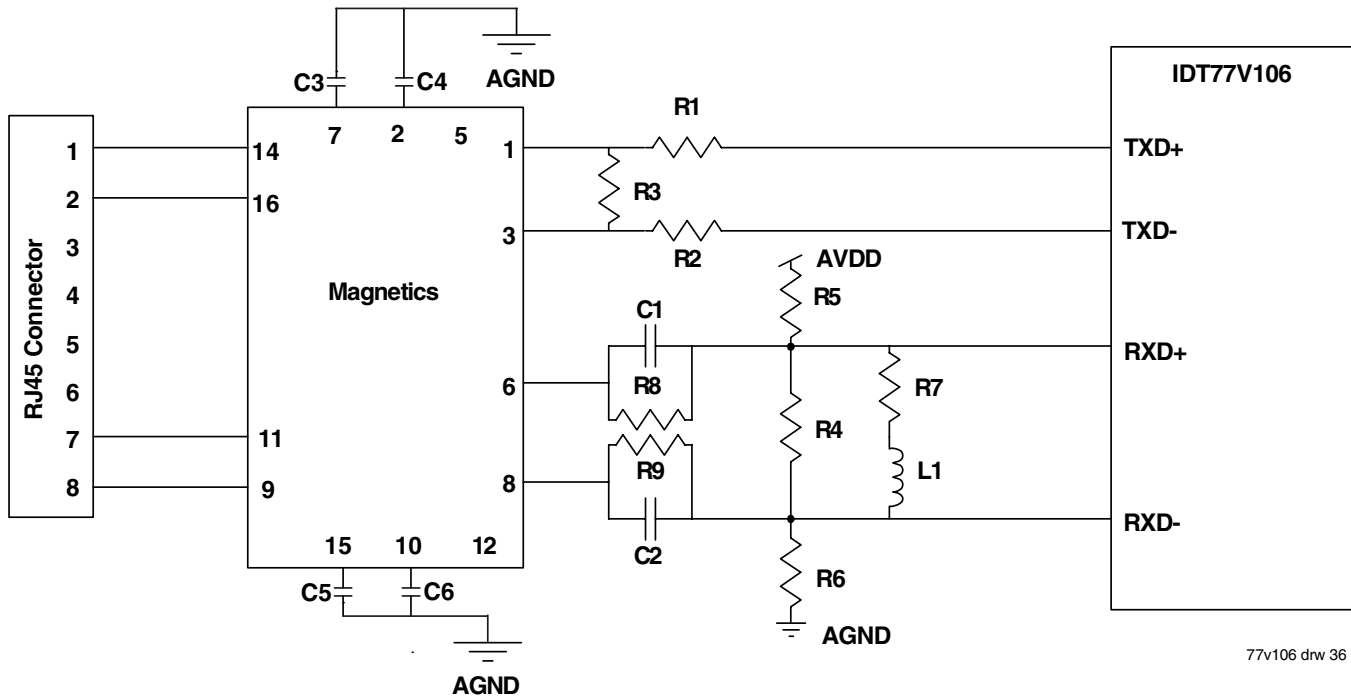 AGND
C3
C4
IDT77V106
RJ45 Connector
1
2
3
4
5
6
7
8
Magnetics
7
2
5
14
16
11
9
1
3
6
8
15
10
12
R1
R3
R2
TXD+
TXD-
AVDD
R5
C1
R8
R9
C2
R4
R7
L1
RXD+
RXD-
R6
AGND
C5
C6
AGND
77v106 drw 36